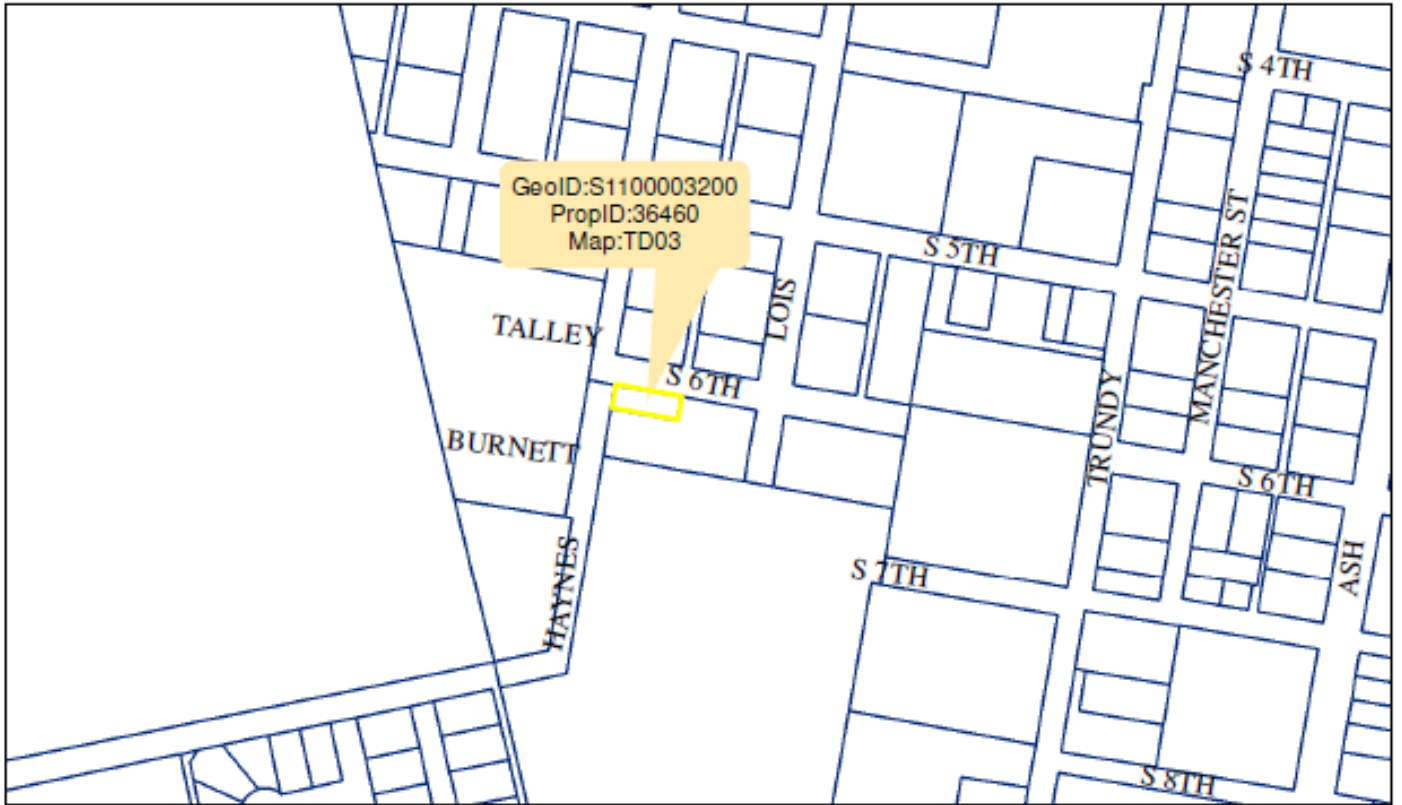 S 4TH
GeoID:S1100003200
PropID:36460
Map:TD03
MANCHESTER ST
S 5TH
LOIS
TALLEY
S 6TH
TRUNDY
BURNETT
S 6TH
HAYNES
S 7TH
ASH
S 8TH